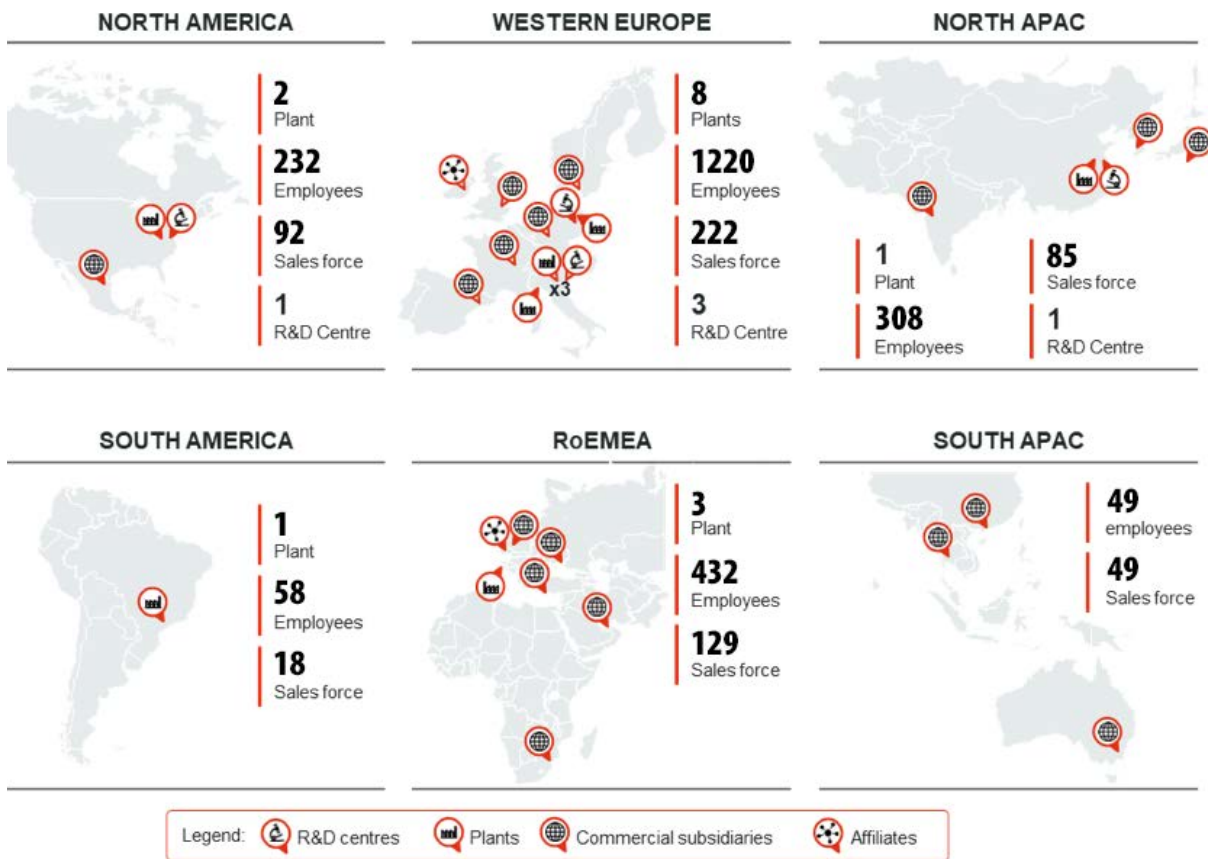 NORTH AMERICA
2
Plant
232
Employees
92
Sales force
1
R&D Centre
WESTERN EUROPE
8
Plants
1220
Employees
222
Sales force
3
R&D Centre
x3
NORTH APAC
1
Plant
308
Employees
85
Sales force
1
R&D Centre
SOUTH AMERICA
1
Plant
58
Employees
18
Sales force
RoEMEA
3
Plant
432
Employees
129
Sales force
SOUTH APAC
49
employees
49
Sales force
Legend: R&D centres Plants Commercial subsidiaries Affiliates